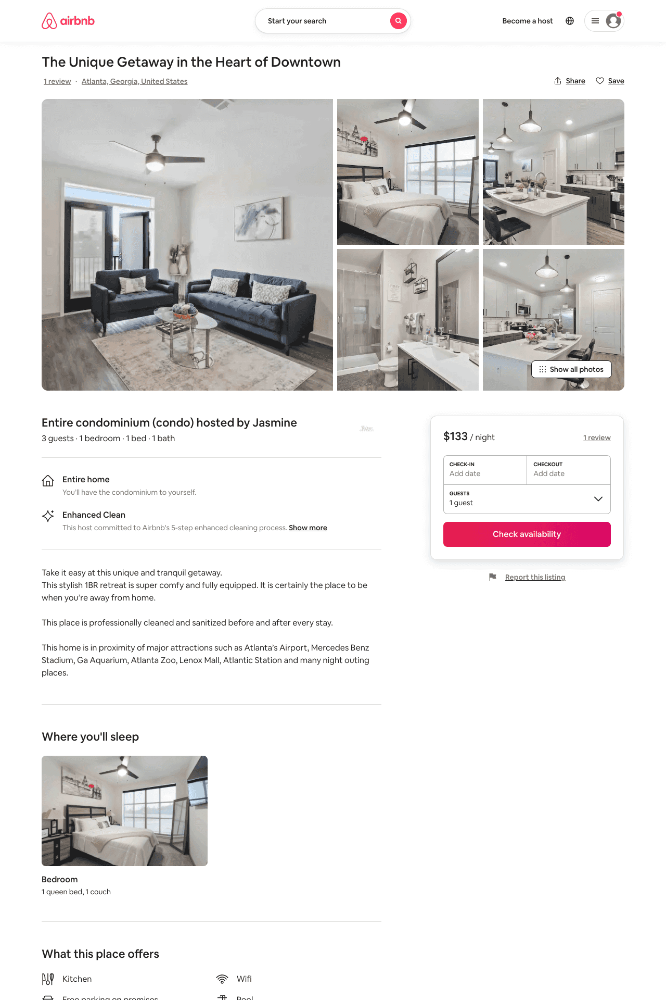 airbnb
Start your search
Become a host
The Unique Getaway in the Heart of Downtown
1 review · Atlanta, Georgia, United States
Share
Save
Show all photos
Entire condominium (condo) hosted by Jasmine
3 guests · 1 bedroom · 1 bed · 1 bath
Entire home
You’ll have the condominium to yourself.
Enhanced Clean
This host committed to Airbnb's 5-step enhanced cleaning process. Show more
$133 / night
1 review
CHECK-IN
Add date
CHECKOUT
Add date
GUESTS
1 guest
Check availability
Report this listing
Take it easy at this unique and tranquil getaway.
This stylish 1BR retreat is super comfy and fully equipped. It is certainly the place to be
when you’re away from home.
This place is professionally cleaned and sanitized before and after every stay.
This home is in proximity of major attractions such as Atlanta’s Airport, Mercedes Benz
Stadium, Ga Aquarium, Atlanta Zoo, Lenox Mall, Atlantic Station and many night outing
places.
Where you'll sleep
Bedroom
1 queen bed, 1 couch
What this place offers
Kitchen
Wifi
Free parking on premises
Pool